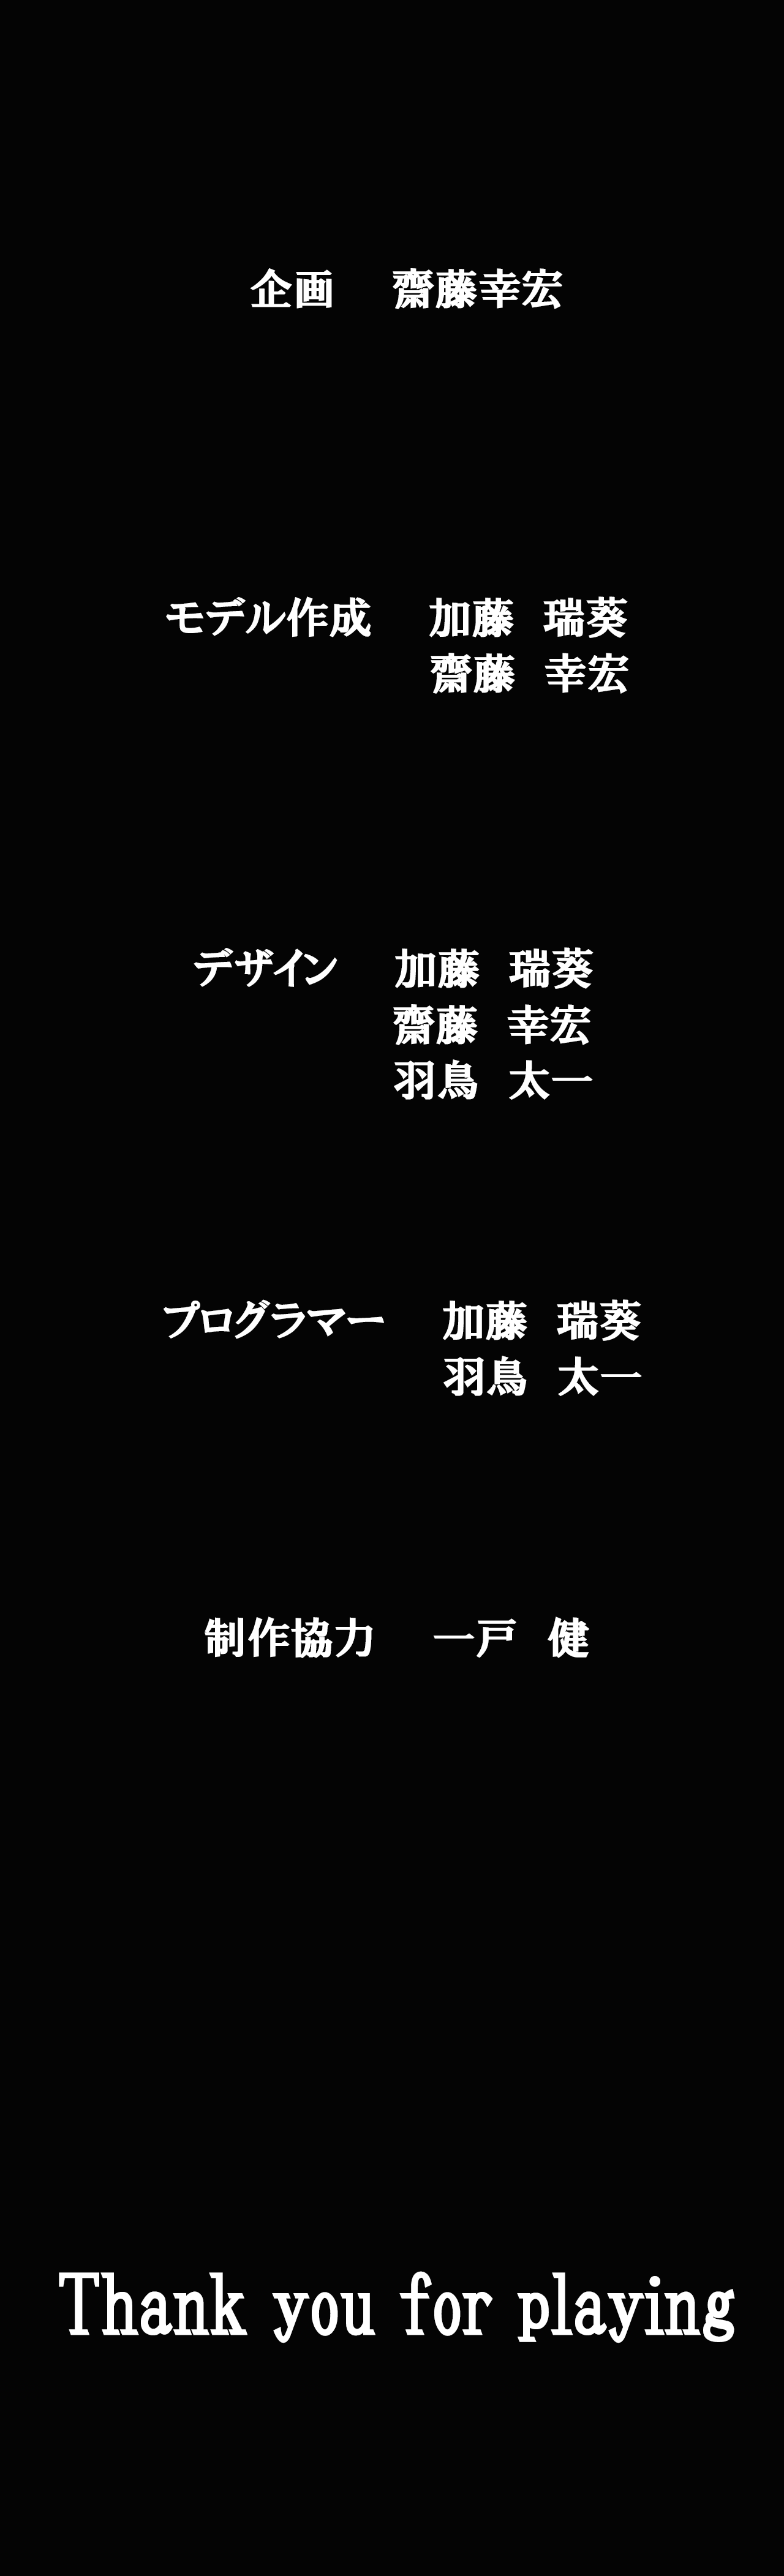 企画　齋藤幸宏
モデル作成　加藤　瑞葵
齋藤　幸宏
デザイン　加藤　瑞葵
齋藤　幸宏
羽鳥　太一
プログラマー　加藤　瑞葵
羽鳥　太一
制作協力　一戸　健
Thank you for playing